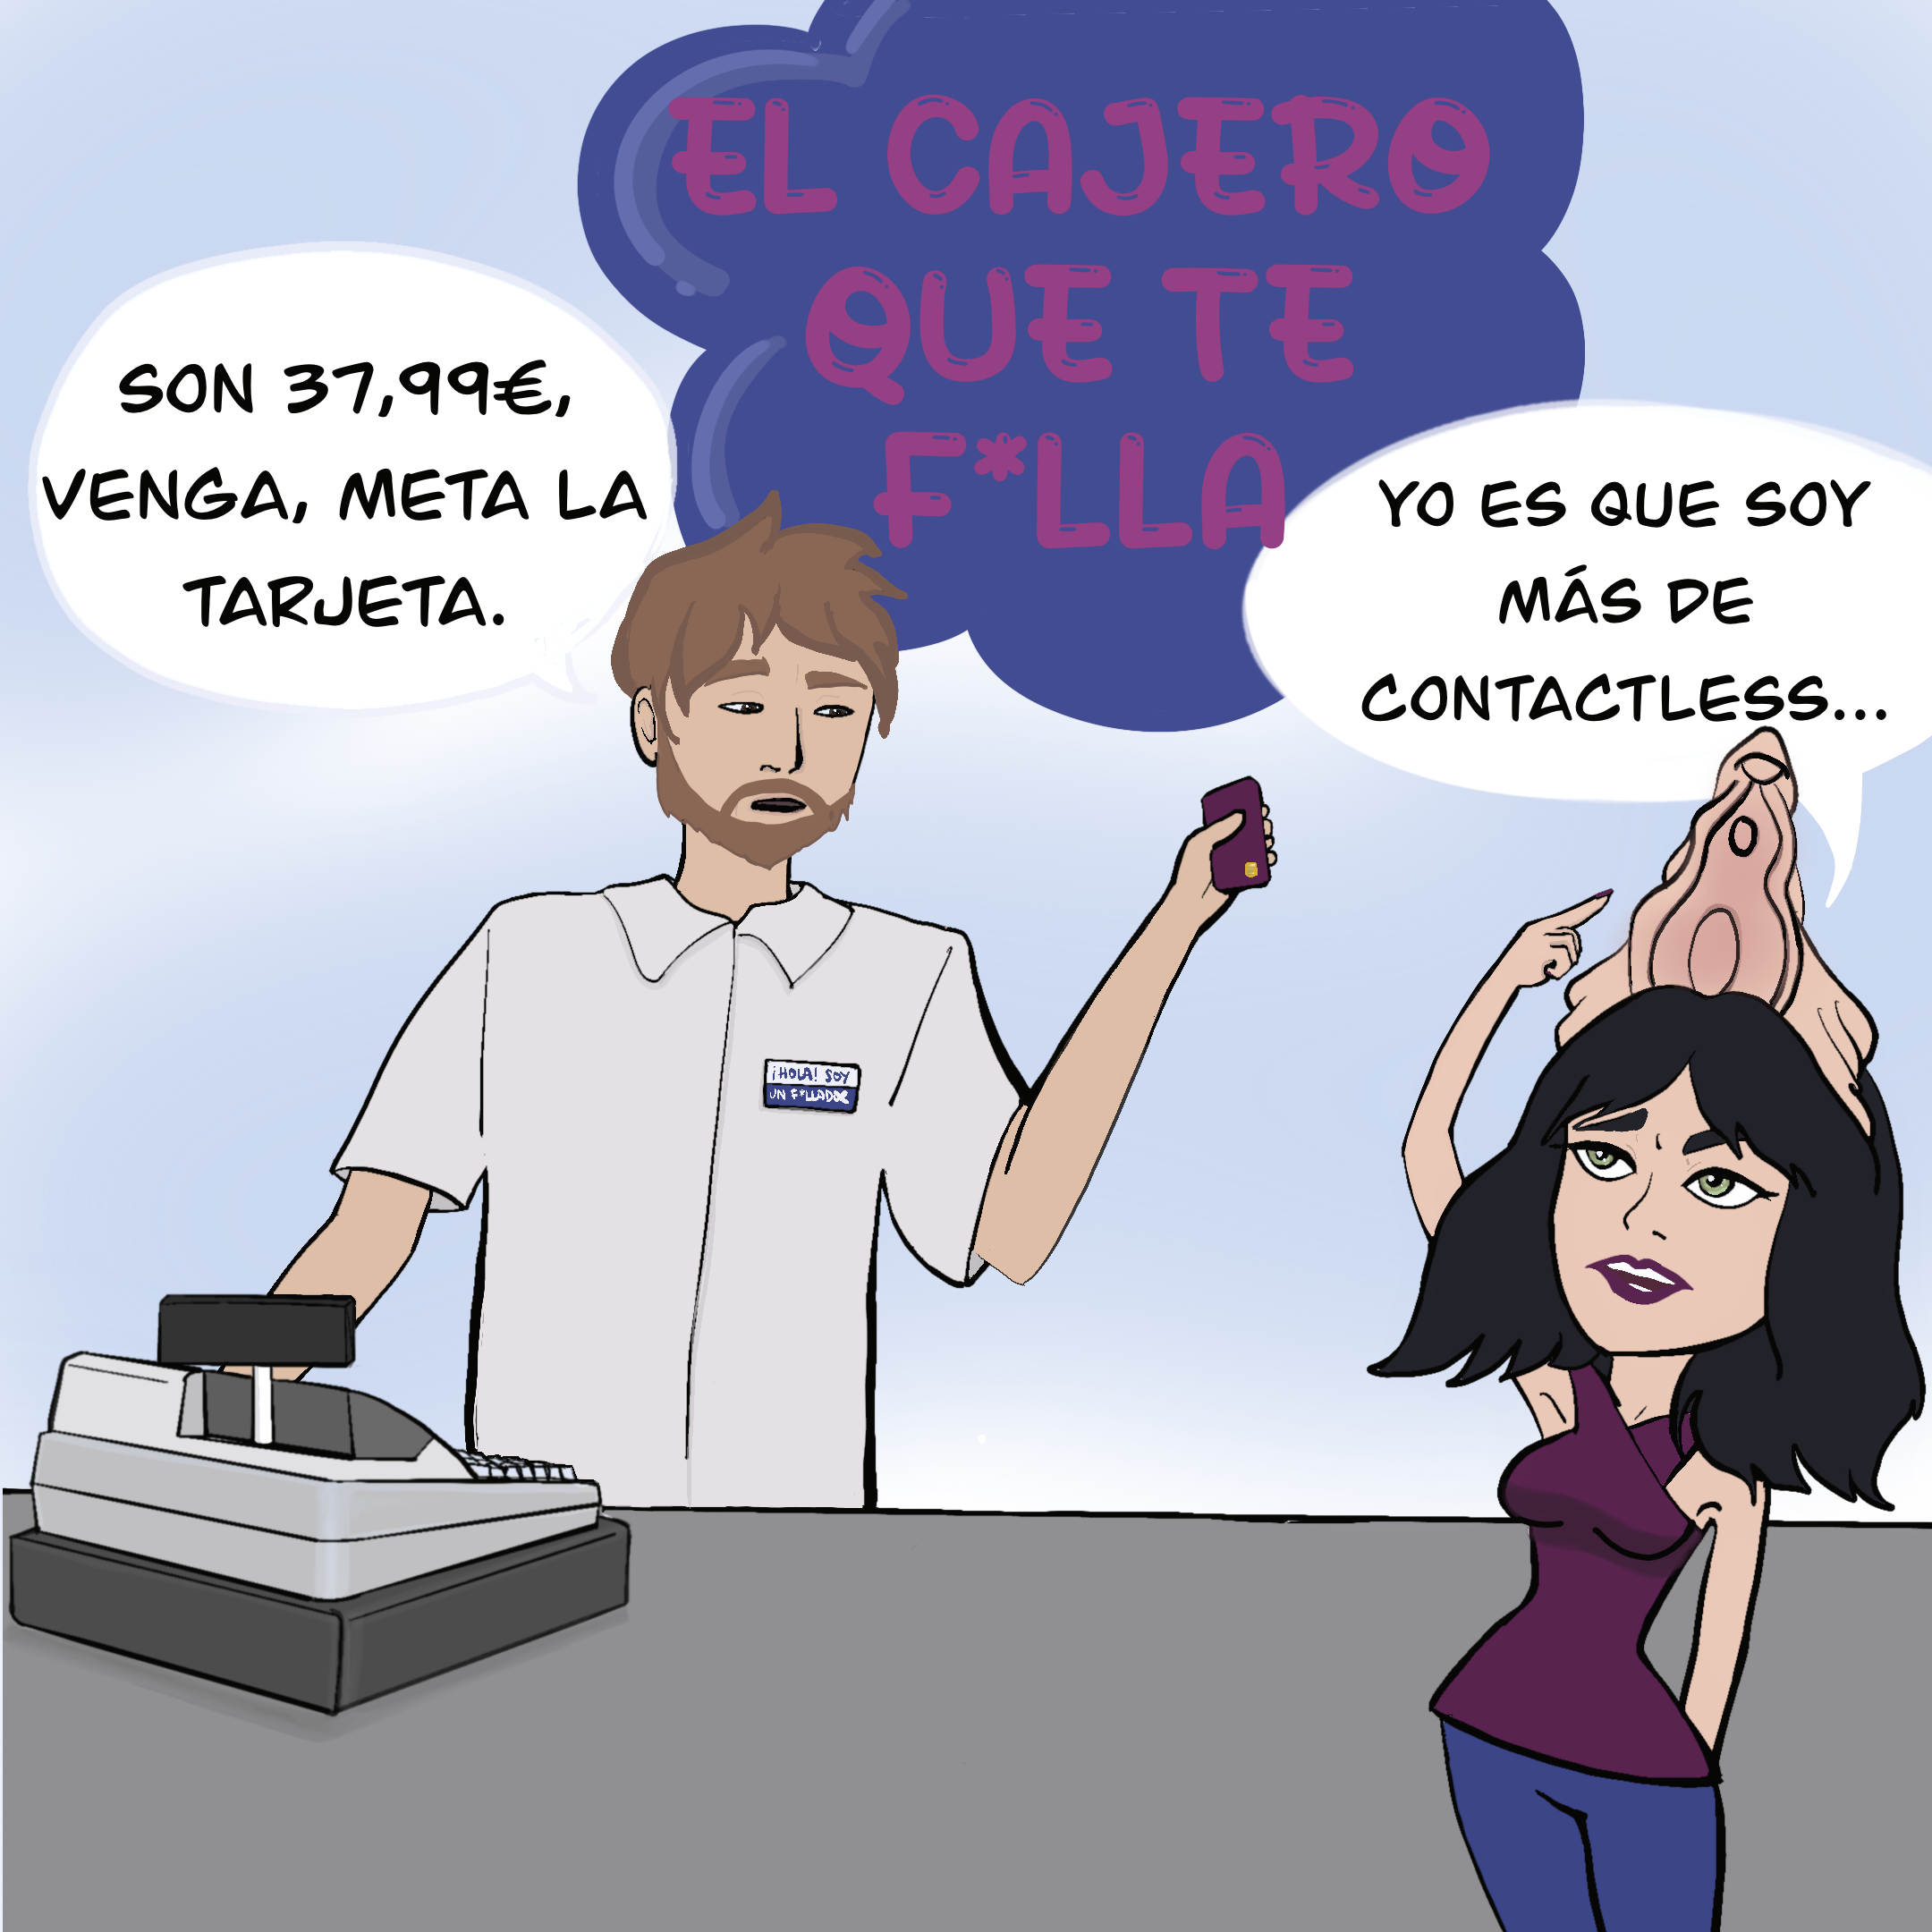 EL CAJERO
QUE TE
F*LLA
SON 37,99€,
VENGA, META LA
TARJETA.
YO ES QUE SOY
MÁS DE
CONTACTLESS...
¡HOLA! SOY
UN F*LLADOR